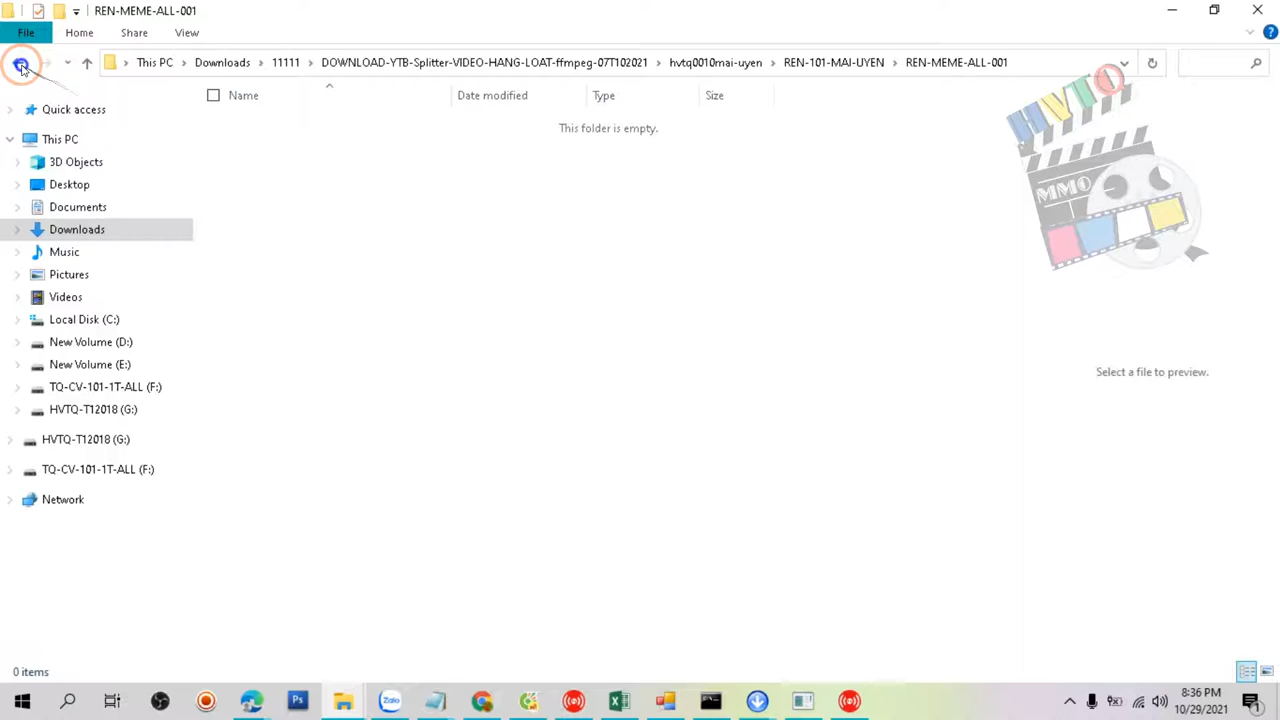 REN-MEME-ALL-001
File Home Share View
This PC Downloads 11111 DOWNLOAD-YTB-Splitter-VIDEO-HANG-LOAT-ffmpeg-07T102021 hvtq0010mai-uyen REN-101-MAI-UYEN REN-MEME-ALL-001
Name Date modified Type Size
This folder is empty.
Quick access
This PC
3D Objects
Desktop
Documents
Downloads
Music
Pictures
Videos
Local Disk (C:)
New Volume (D:)
New Volume (E:)
TQ-CV-101-1T-ALL (F:)
HVTQ-T12018 (G:)
HVTQ-T12018 (G:)
TQ-CV-101-1T-ALL (F:)
Network
HVTQ
MMO
Select a file to preview.
0 items
Zalo
Ps
8:36 PM
10/29/2021
1